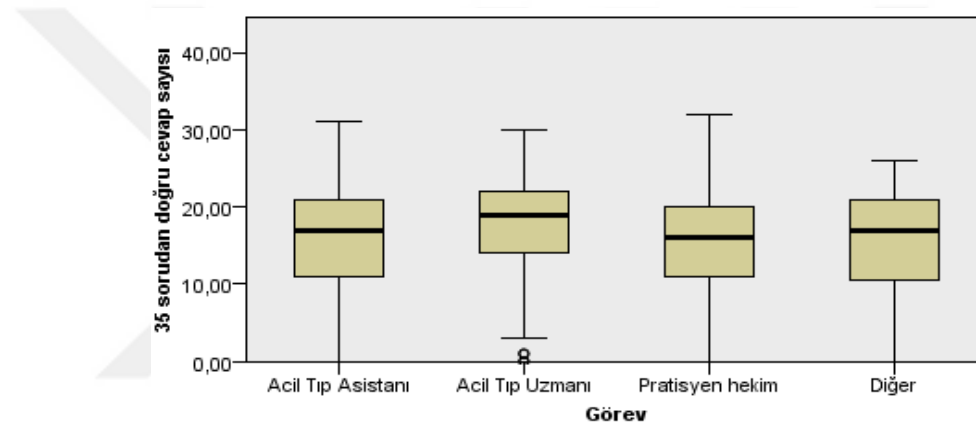 35 sorudan doğru cevap sayısı
40,00
30,00
20,00
10,00
0,00
Acil Tıp Asistanı
Acil Tıp Uzmanı
Pratisyen hekim
Diğer
Görev